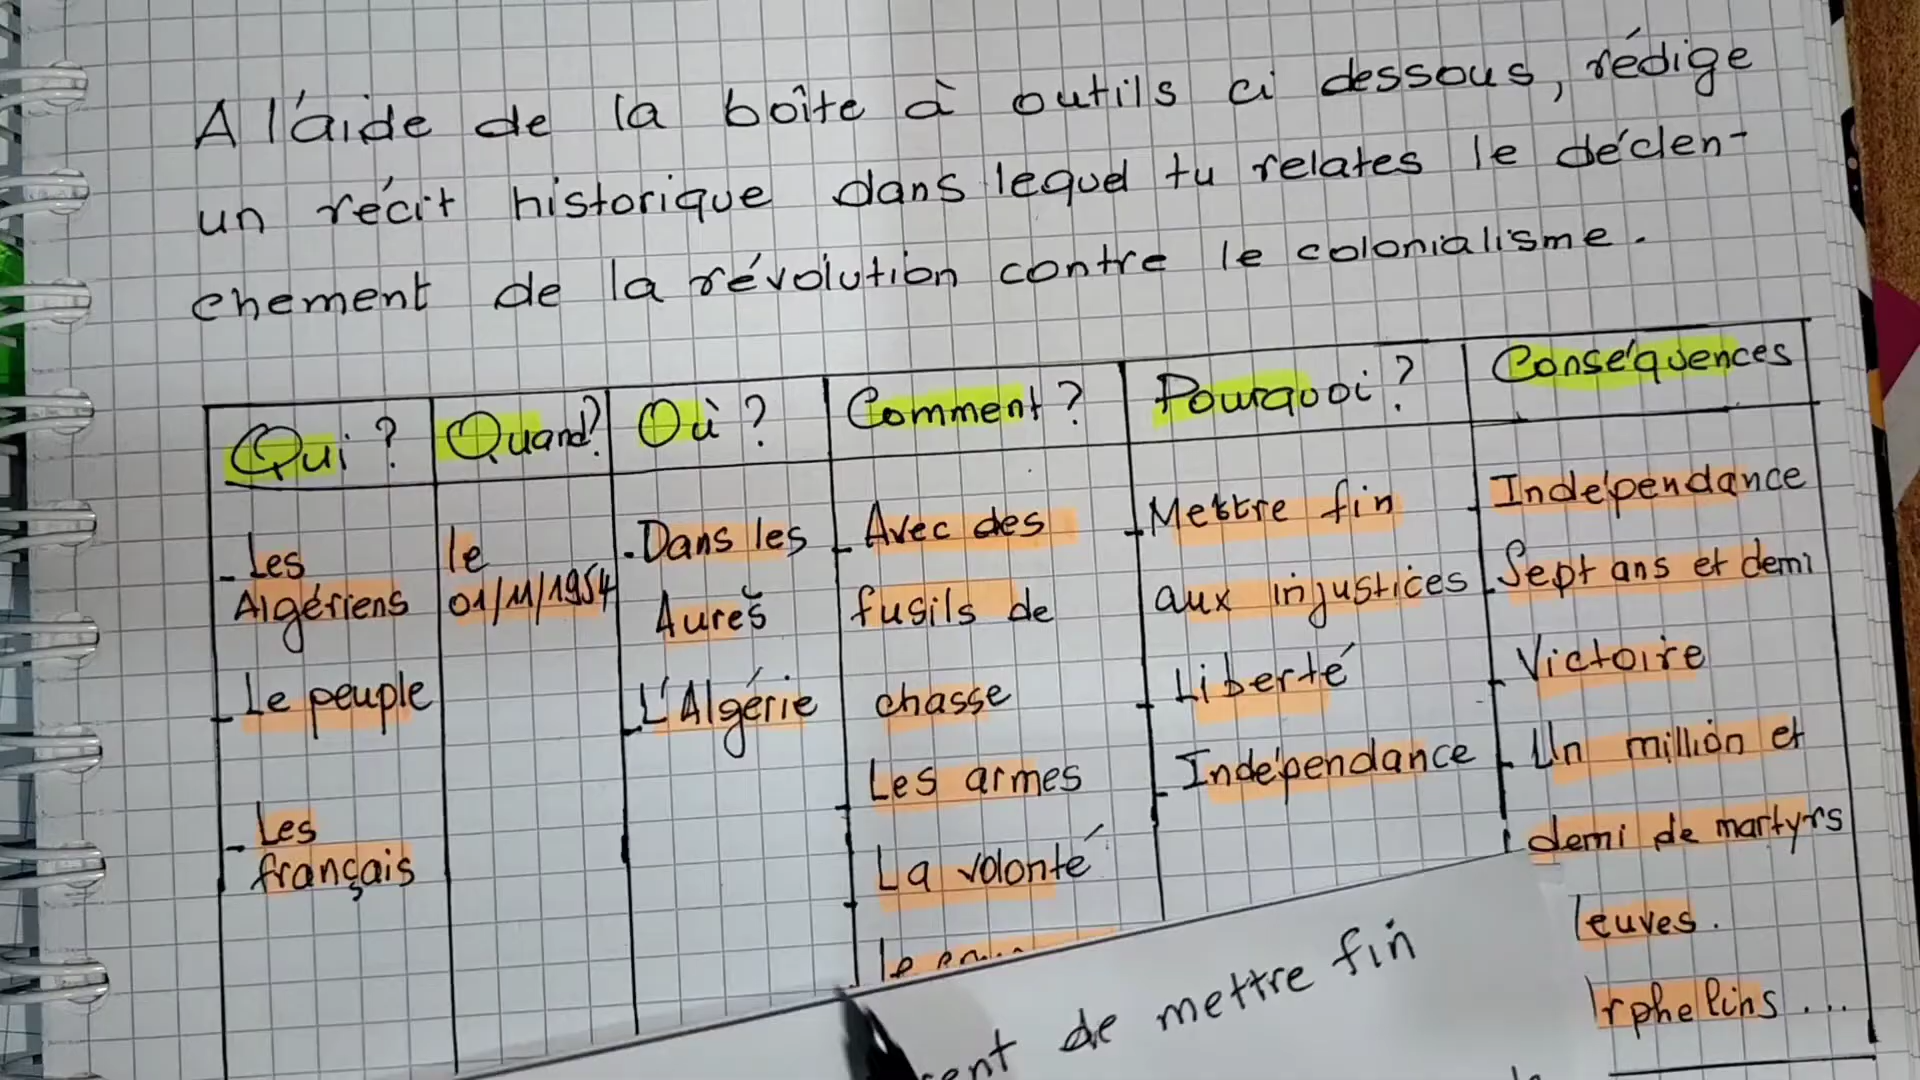 A l'aide de la boîte à outils ci dessous, rédige
un récit historique dans lequel tu relates le déclen-
chement de la révolution contre le colonialisme.
Qui ? Quand? Où ? Comment ? Pourquoi ? Conséquences
- Les
Algériens
- Le peuple
- Les
français
le
01/11/1954
- Dans les
Aurès
- L'Algérie
- Avec des
fusils de
chasse
- Les armes
- La volonté
- Mettre fin
aux injustices
- Liberté
- Indépendance
- Indépendance
- Sept ans et demi
- Victoire
- Un million et
demi de martyrs
euves.
rphelins ...
de mettre fin